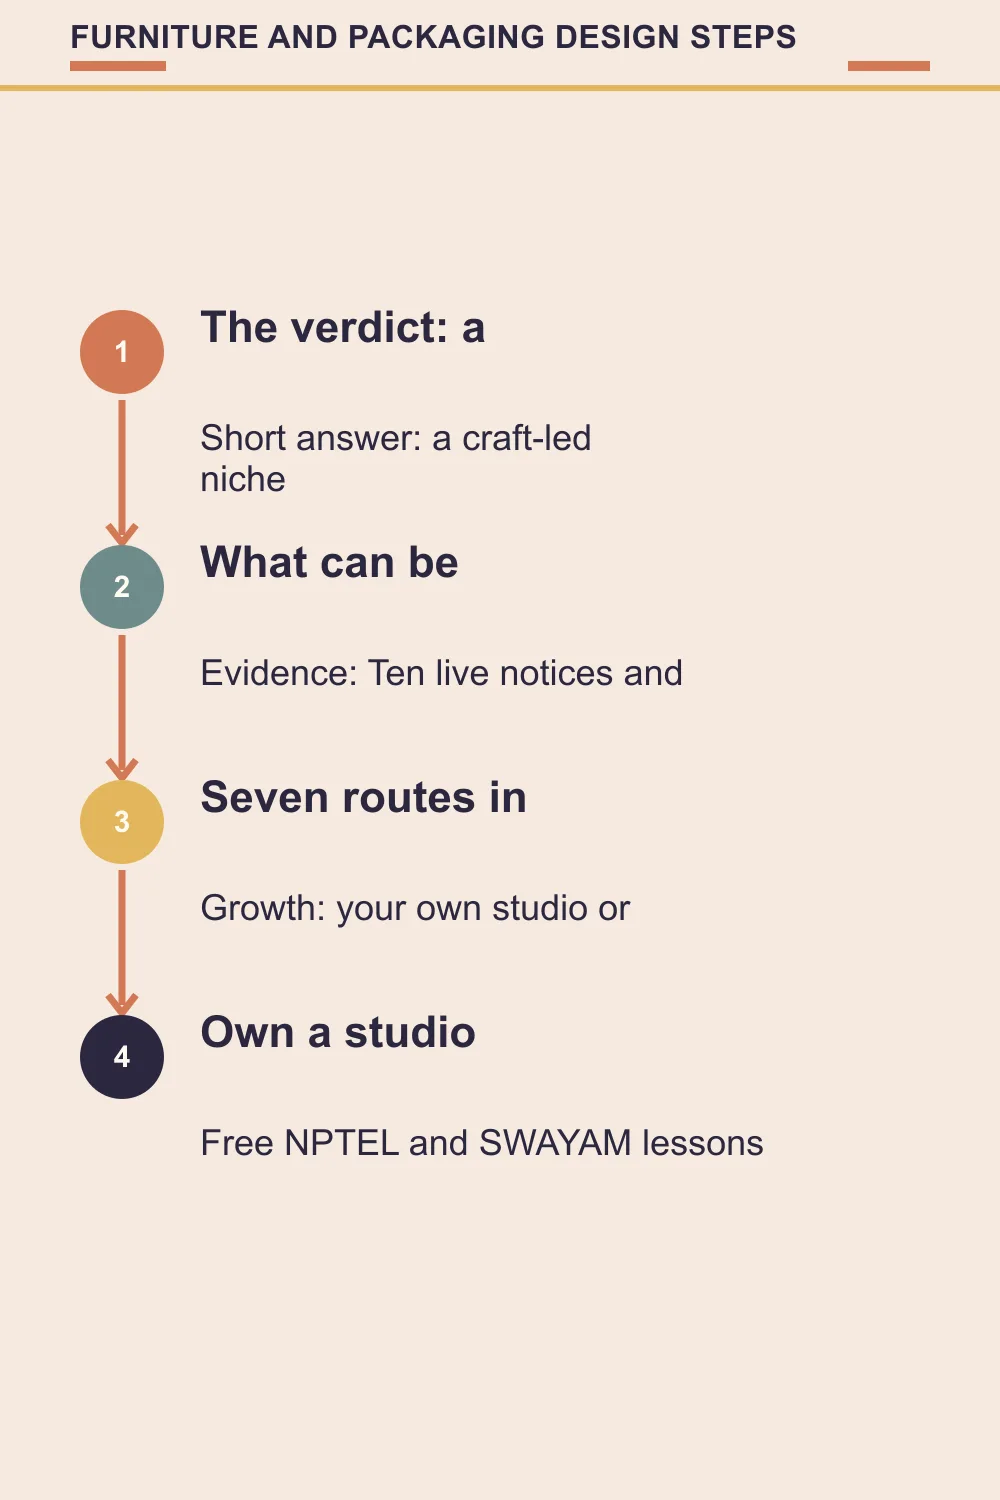 FURNITURE AND PACKAGING DESIGN STEPS
1
The verdict: a
Short answer: a craft-led
niche
2
What can be
Evidence: Ten live notices and
3
Seven routes in
Growth: your own studio or
4
Own a studio
Free NPTEL and SWAYAM lessons